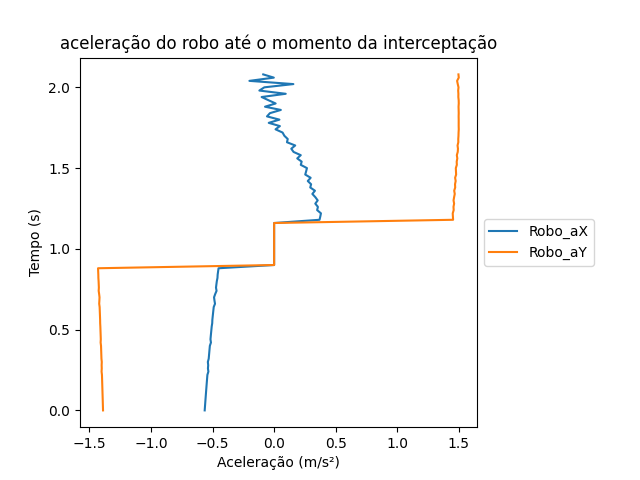 aceleração do robo até o momento da interceptação
2.0
1.5
1.0
0.5
0.0
Tempo (s)
−1.5 −1.0 −0.5 0.0 0.5 1.0 1.5
Aceleração (m/s²)
Robo_aX
Robo_aY